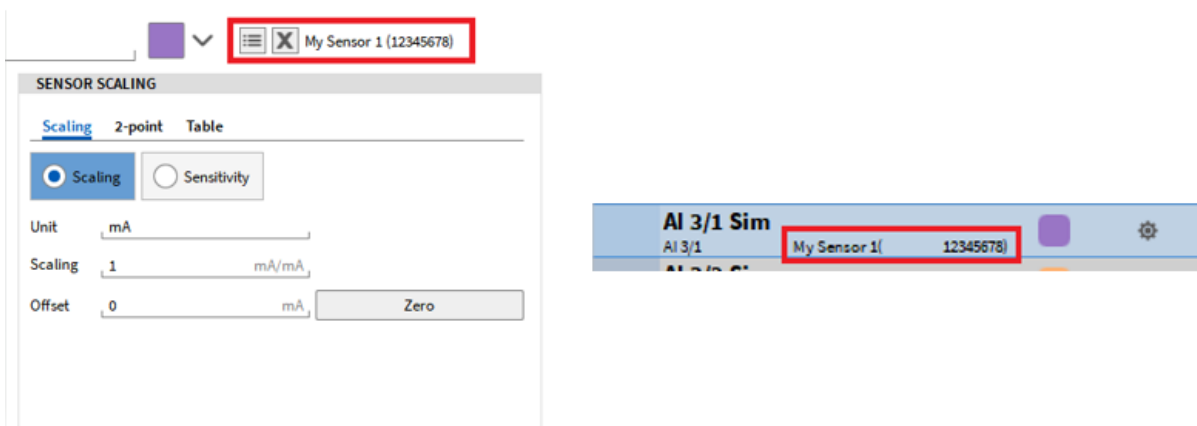 My Sensor 1 (12345678)
SENSOR SCALING
Scaling 2-point Table
Scaling Sensitivity
Unit mA
Scaling 1 mA/mA
Offset 0 mA Zero
AI 3/1 Sim
AI 3/1 My Sensor 1( 12345678)